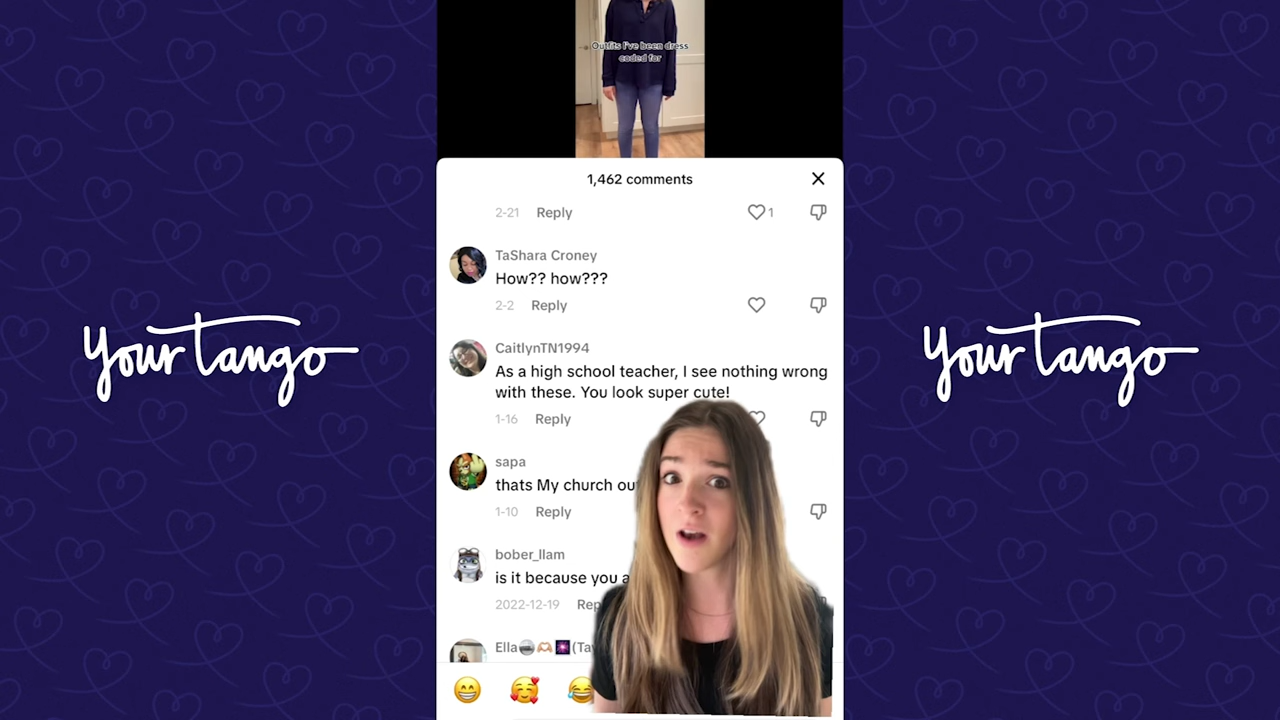 Outfits I've been dress
coded for
1,462 comments
2-21 Reply 1
TaShara Croney
How?? how???
2-2 Reply
CaitlynTN1994
As a high school teacher, I see nothing wrong
with these. You look super cute!
1-16 Reply
sapa
thats My church
1-10 Reply
bober_llam
is it because you
2022-12-19
Ella
your tango
your tango